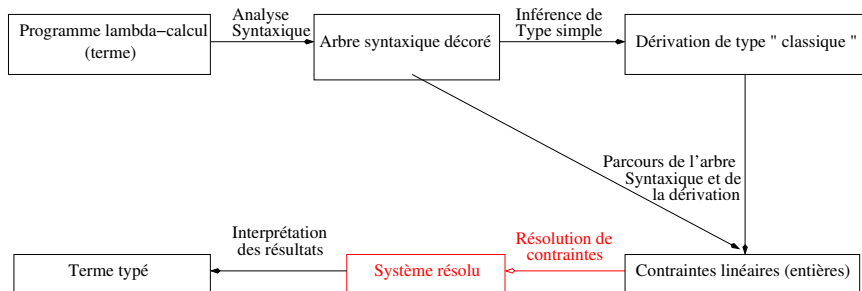 Programme lambda−calcul
(terme)
Analyse
Syntaxique
Arbre syntaxique décoré
Inférence de
Type simple
Dérivation de type " classique "
Parcours de l'arbre
Syntaxique et de
la dérivation
Terme typé
Interprétation
des résultats
Système résolu
Résolution de
contraintes
Contraintes linéaires (entières)